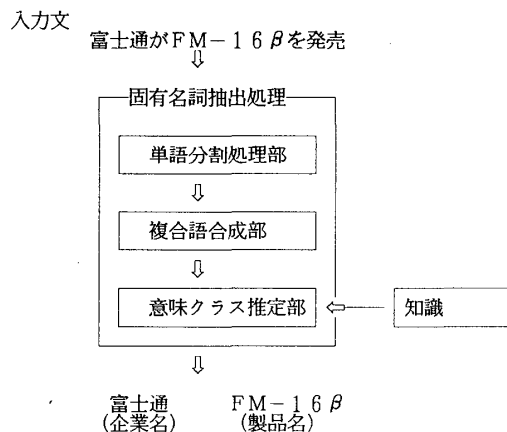 入力文
富士通がＦＭ－１６βを発売
固有名詞抽出処理
単語分割処理部
複合語合成部
意味クラス推定部
知識
富士通 ＦＭ－１６β
(企業名) (製品名)